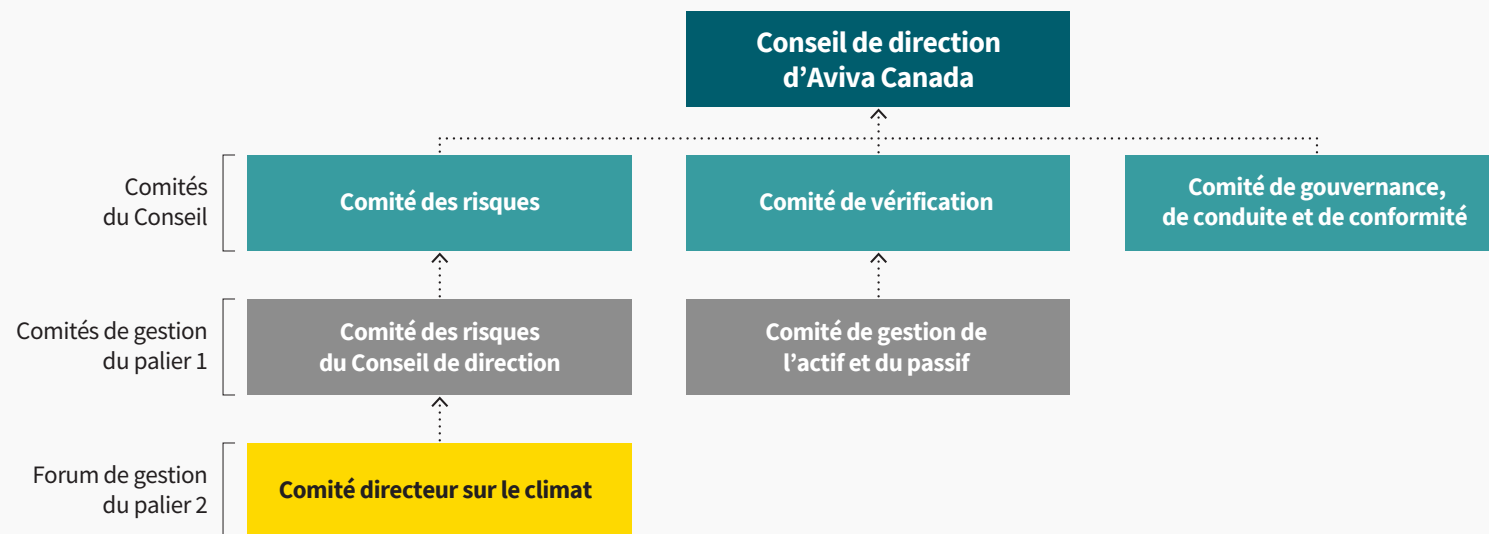 Conseil de direction
d’Aviva Canada
Comités
du Conseil
Comité des risques
Comité de vérification
Comité de gouvernance,
de conduite et de conformité
Comités de gestion
du palier 1
Comité des risques
du Conseil de direction
Comité de gestion de
l’actif et du passif
Forum de gestion
du palier 2
Comité directeur sur le climat